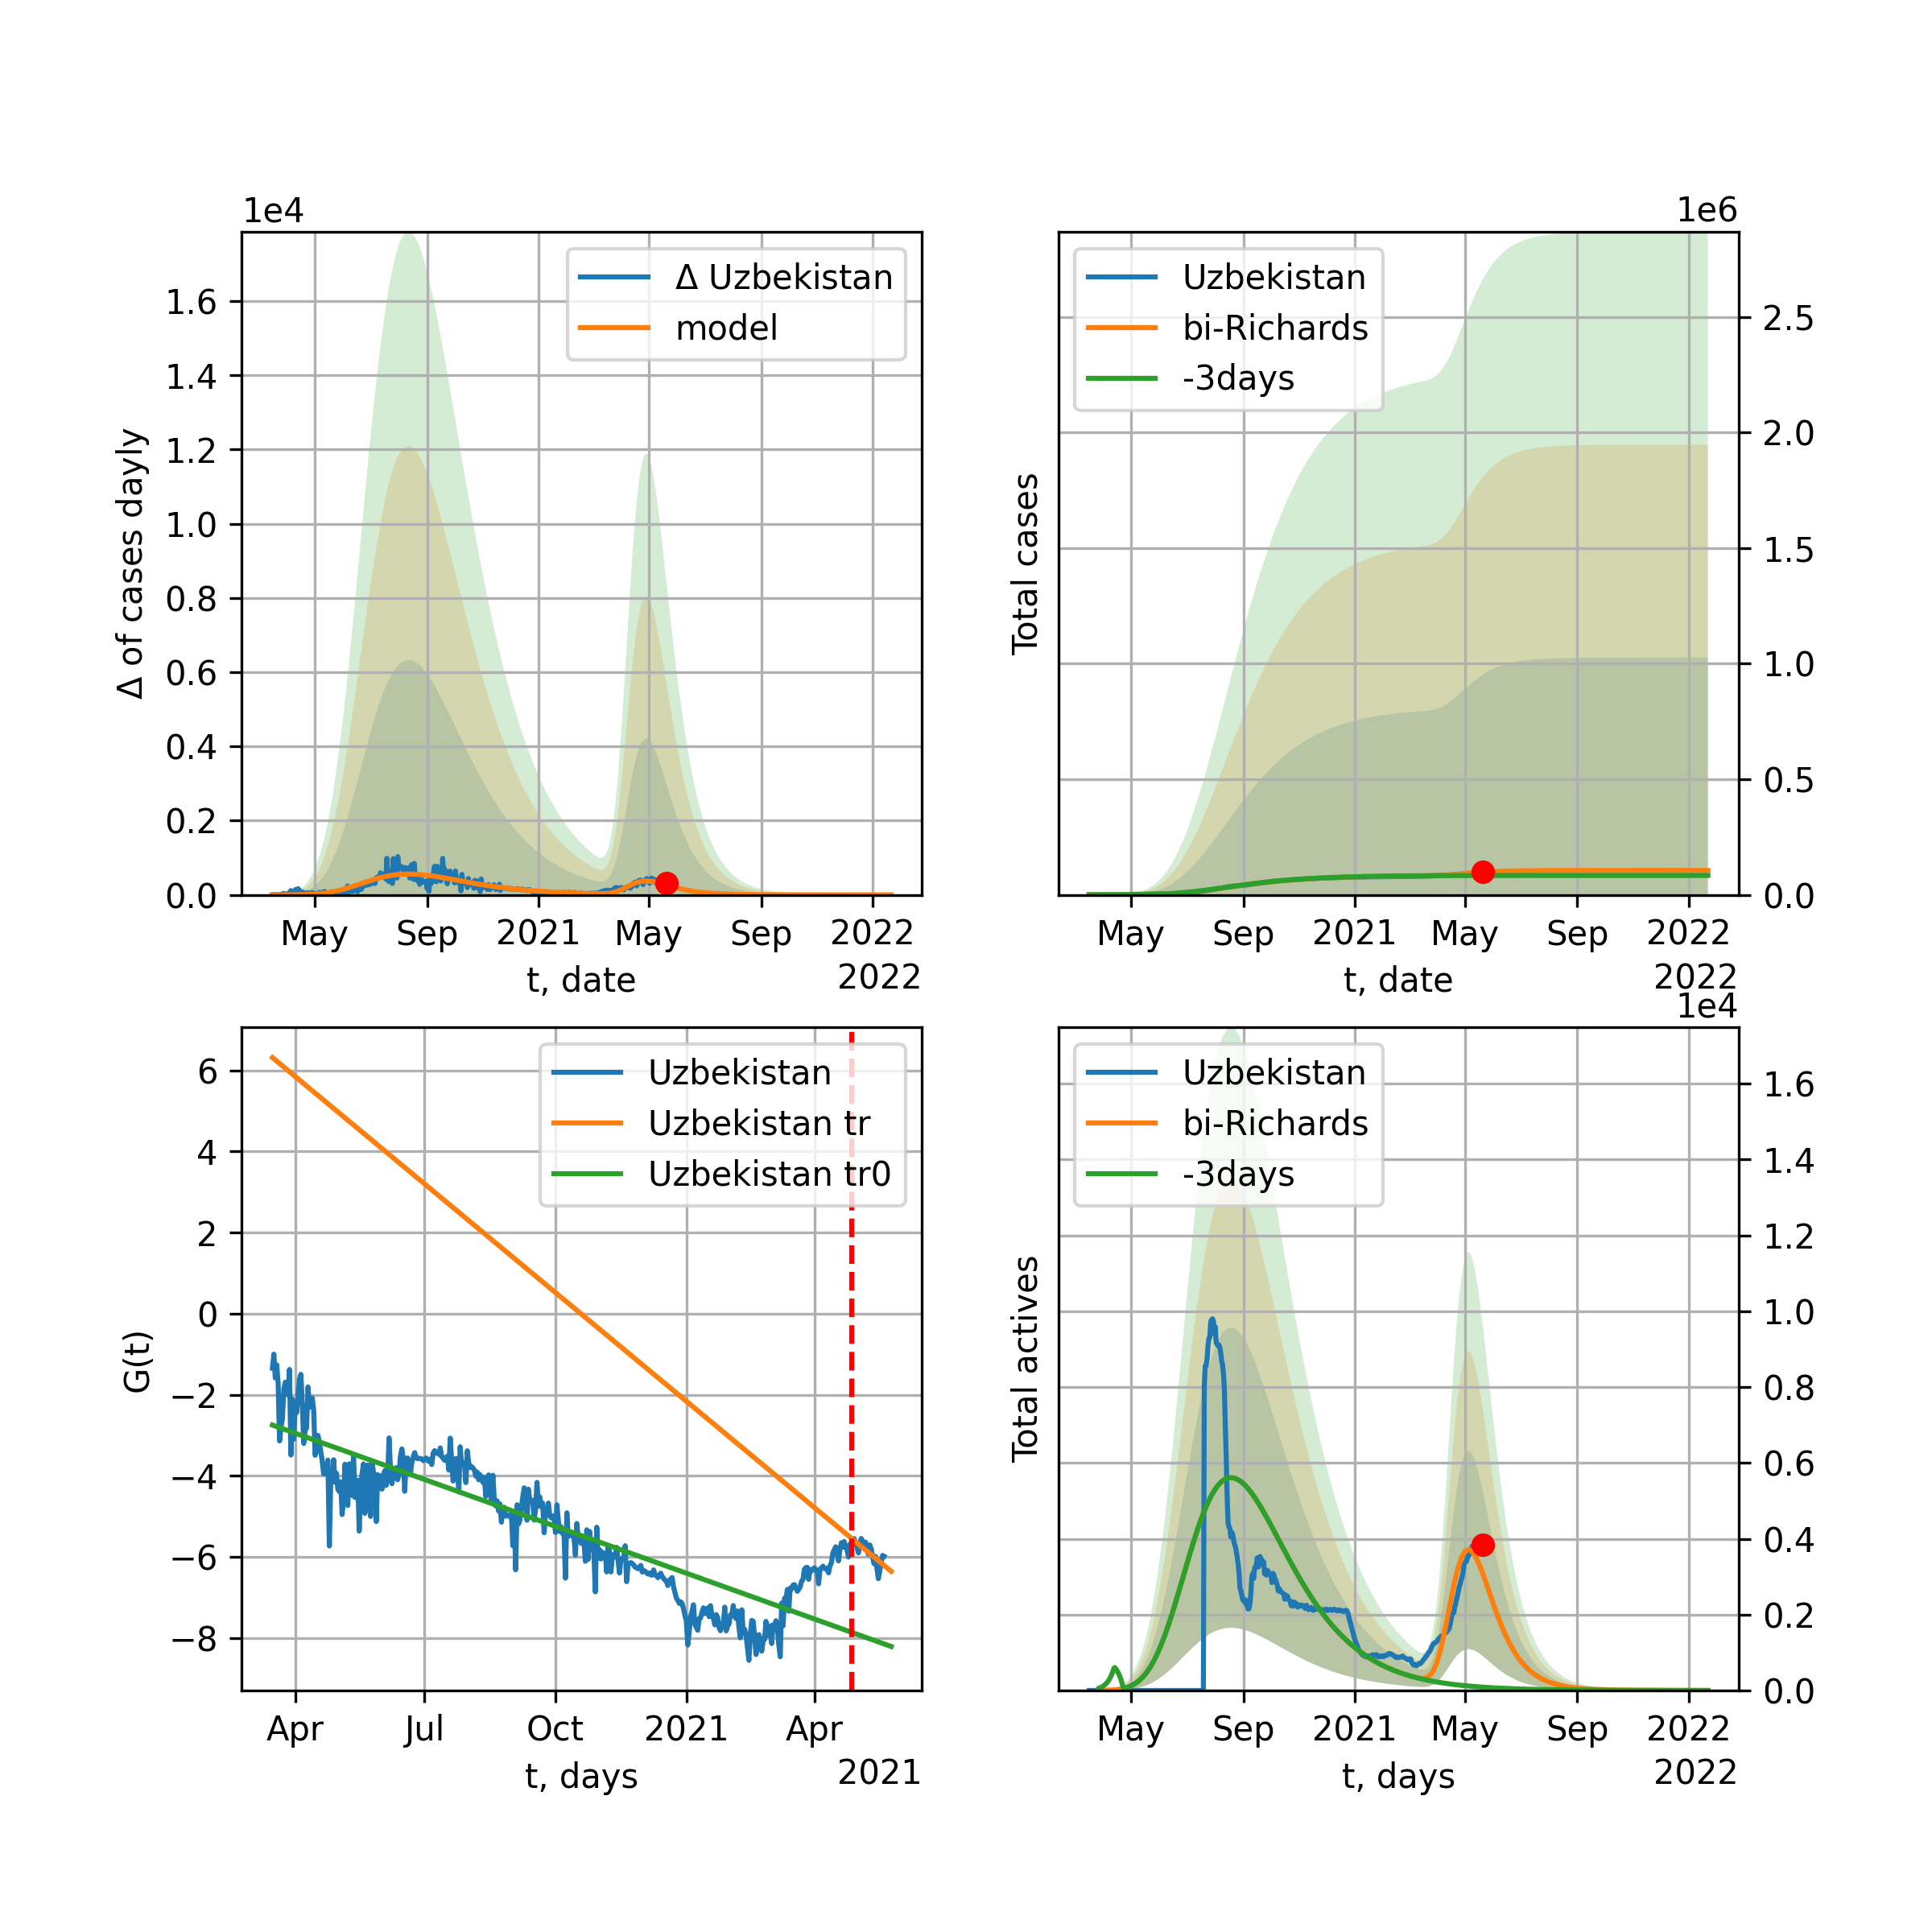 1e4
Δ of cases dayly
1.6
1.4
1.2
1.0
0.8
0.6
0.4
0.2
0.0
Δ Uzbekistan
model
May Sep 2021 May Sep 2022
t, date
2022
1e6
Total cases
Uzbekistan
bi-Richards
-3days
2.5
2.0
1.5
1.0
0.5
0.0
May Sep 2021 May Sep 2022
t, date
2022
G(t)
6
4
2
0
−2
−4
−6
−8
Uzbekistan
Uzbekistan tr
Uzbekistan tr0
Apr Jul Oct 2021 Apr
t, days
2021
1e4
Total actives
Uzbekistan
bi-Richards
-3days
1.6
1.4
1.2
1.0
0.8
0.6
0.4
0.2
0.0
May Sep 2021 May Sep 2022
t, days
2022